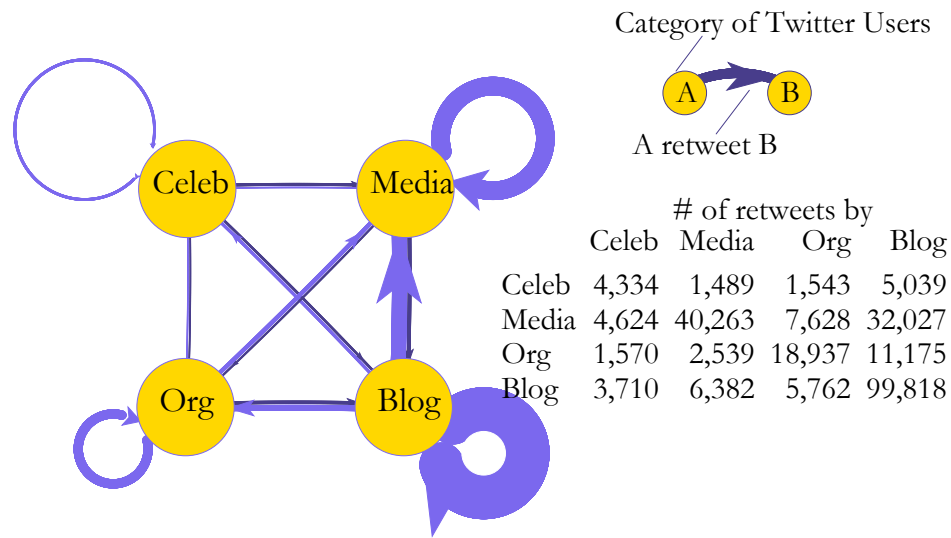 Category of Twitter Users
A B
A retweet B
Celeb Media
Org Blog
# of retweets by
Celeb Media Org Blog
Celeb 4,334 1,489 1,543 5,039
Media 4,624 40,263 7,628 32,027
Org 1,570 2,539 18,937 11,175
Blog 3,710 6,382 5,762 99,818